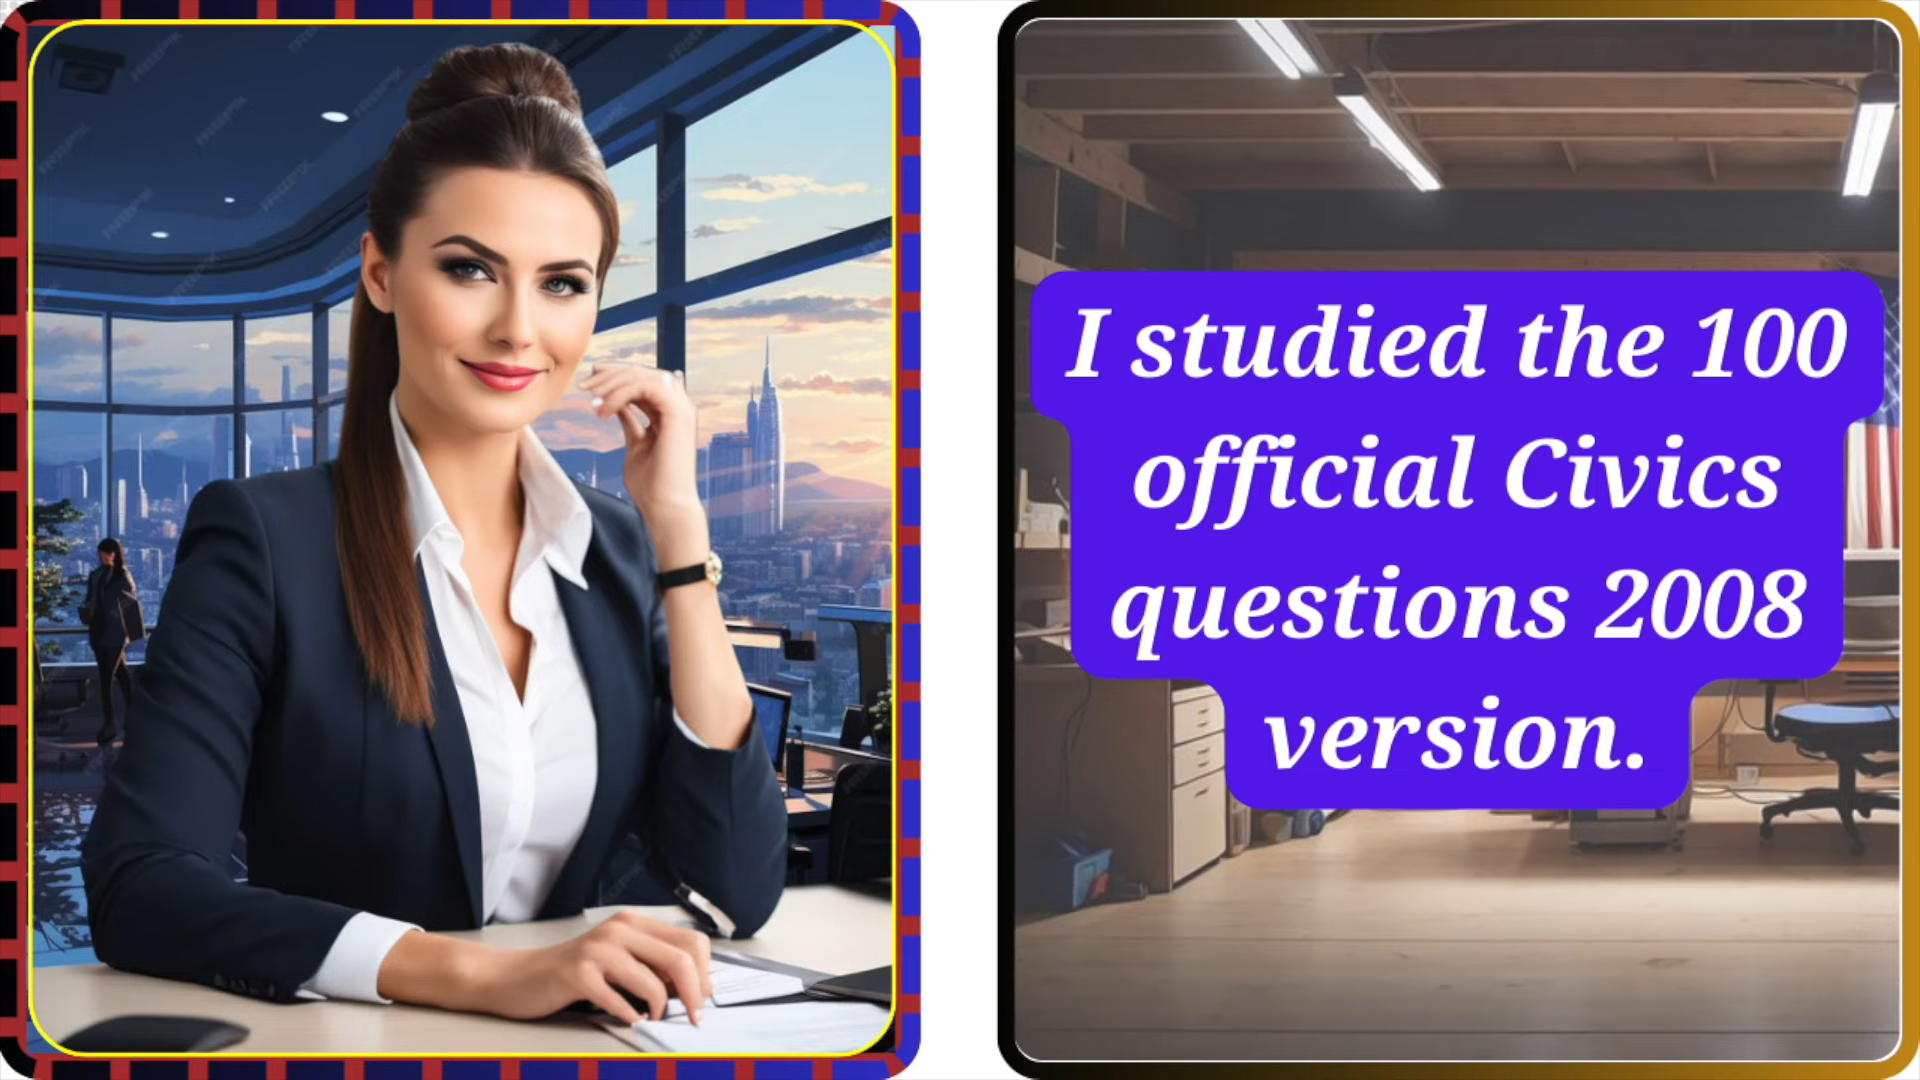 I studied the 100
official Civics
questions 2008
version.